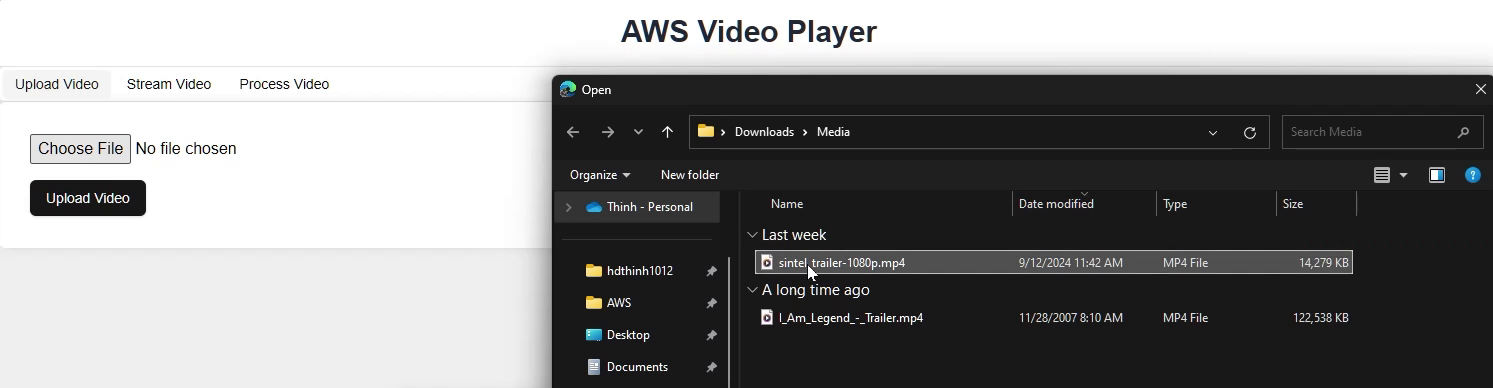 AWS Video Player
Upload Video Stream Video Process Video
Choose File No file chosen
Upload Video
Open
Downloads Media
Search Media
Organize New folder
Thinh - Personal
hdthinh1012
AWS
Desktop
Documents
Name Date modified Type Size
Last week
sintel_trailer-1080p.mp4 9/12/2024 11:42 AM MP4 File 14,279 KB
A long time ago
I_Am_Legend_-_Trailer.mp4 11/28/2007 8:10 AM MP4 File 122,538 KB